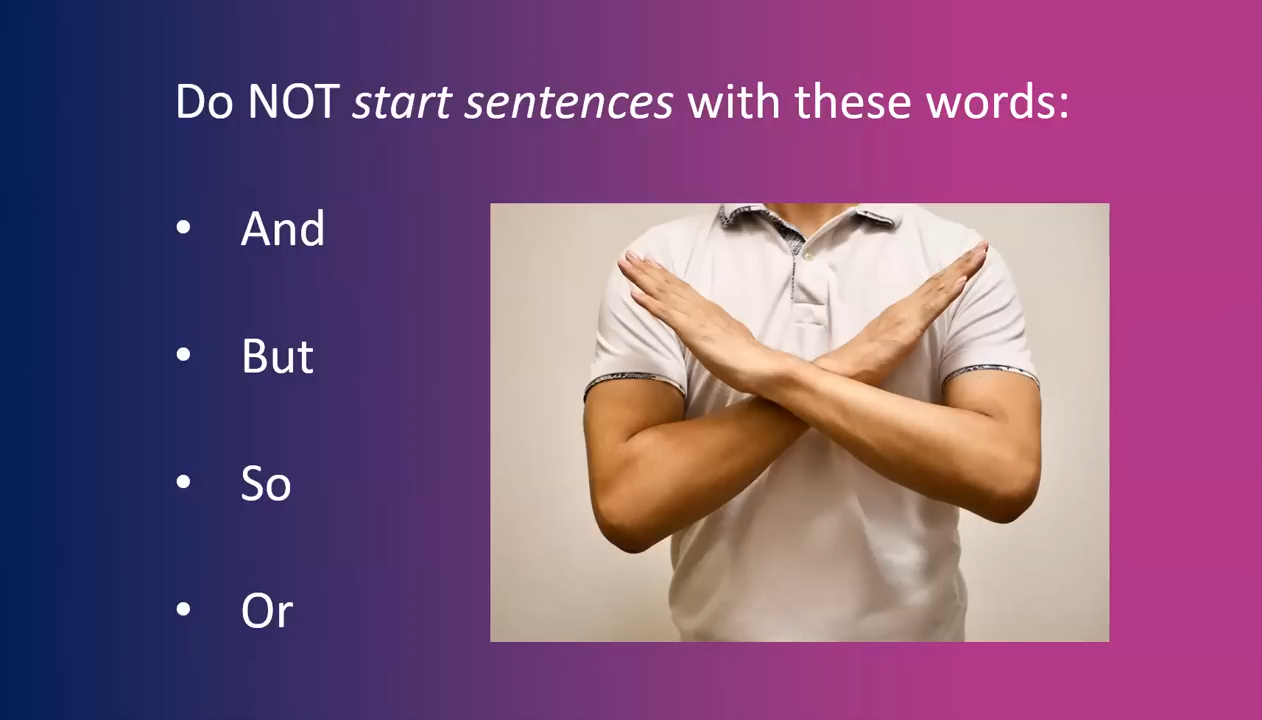 Do NOT start sentences with these words:
• And
• But
• So
• Or